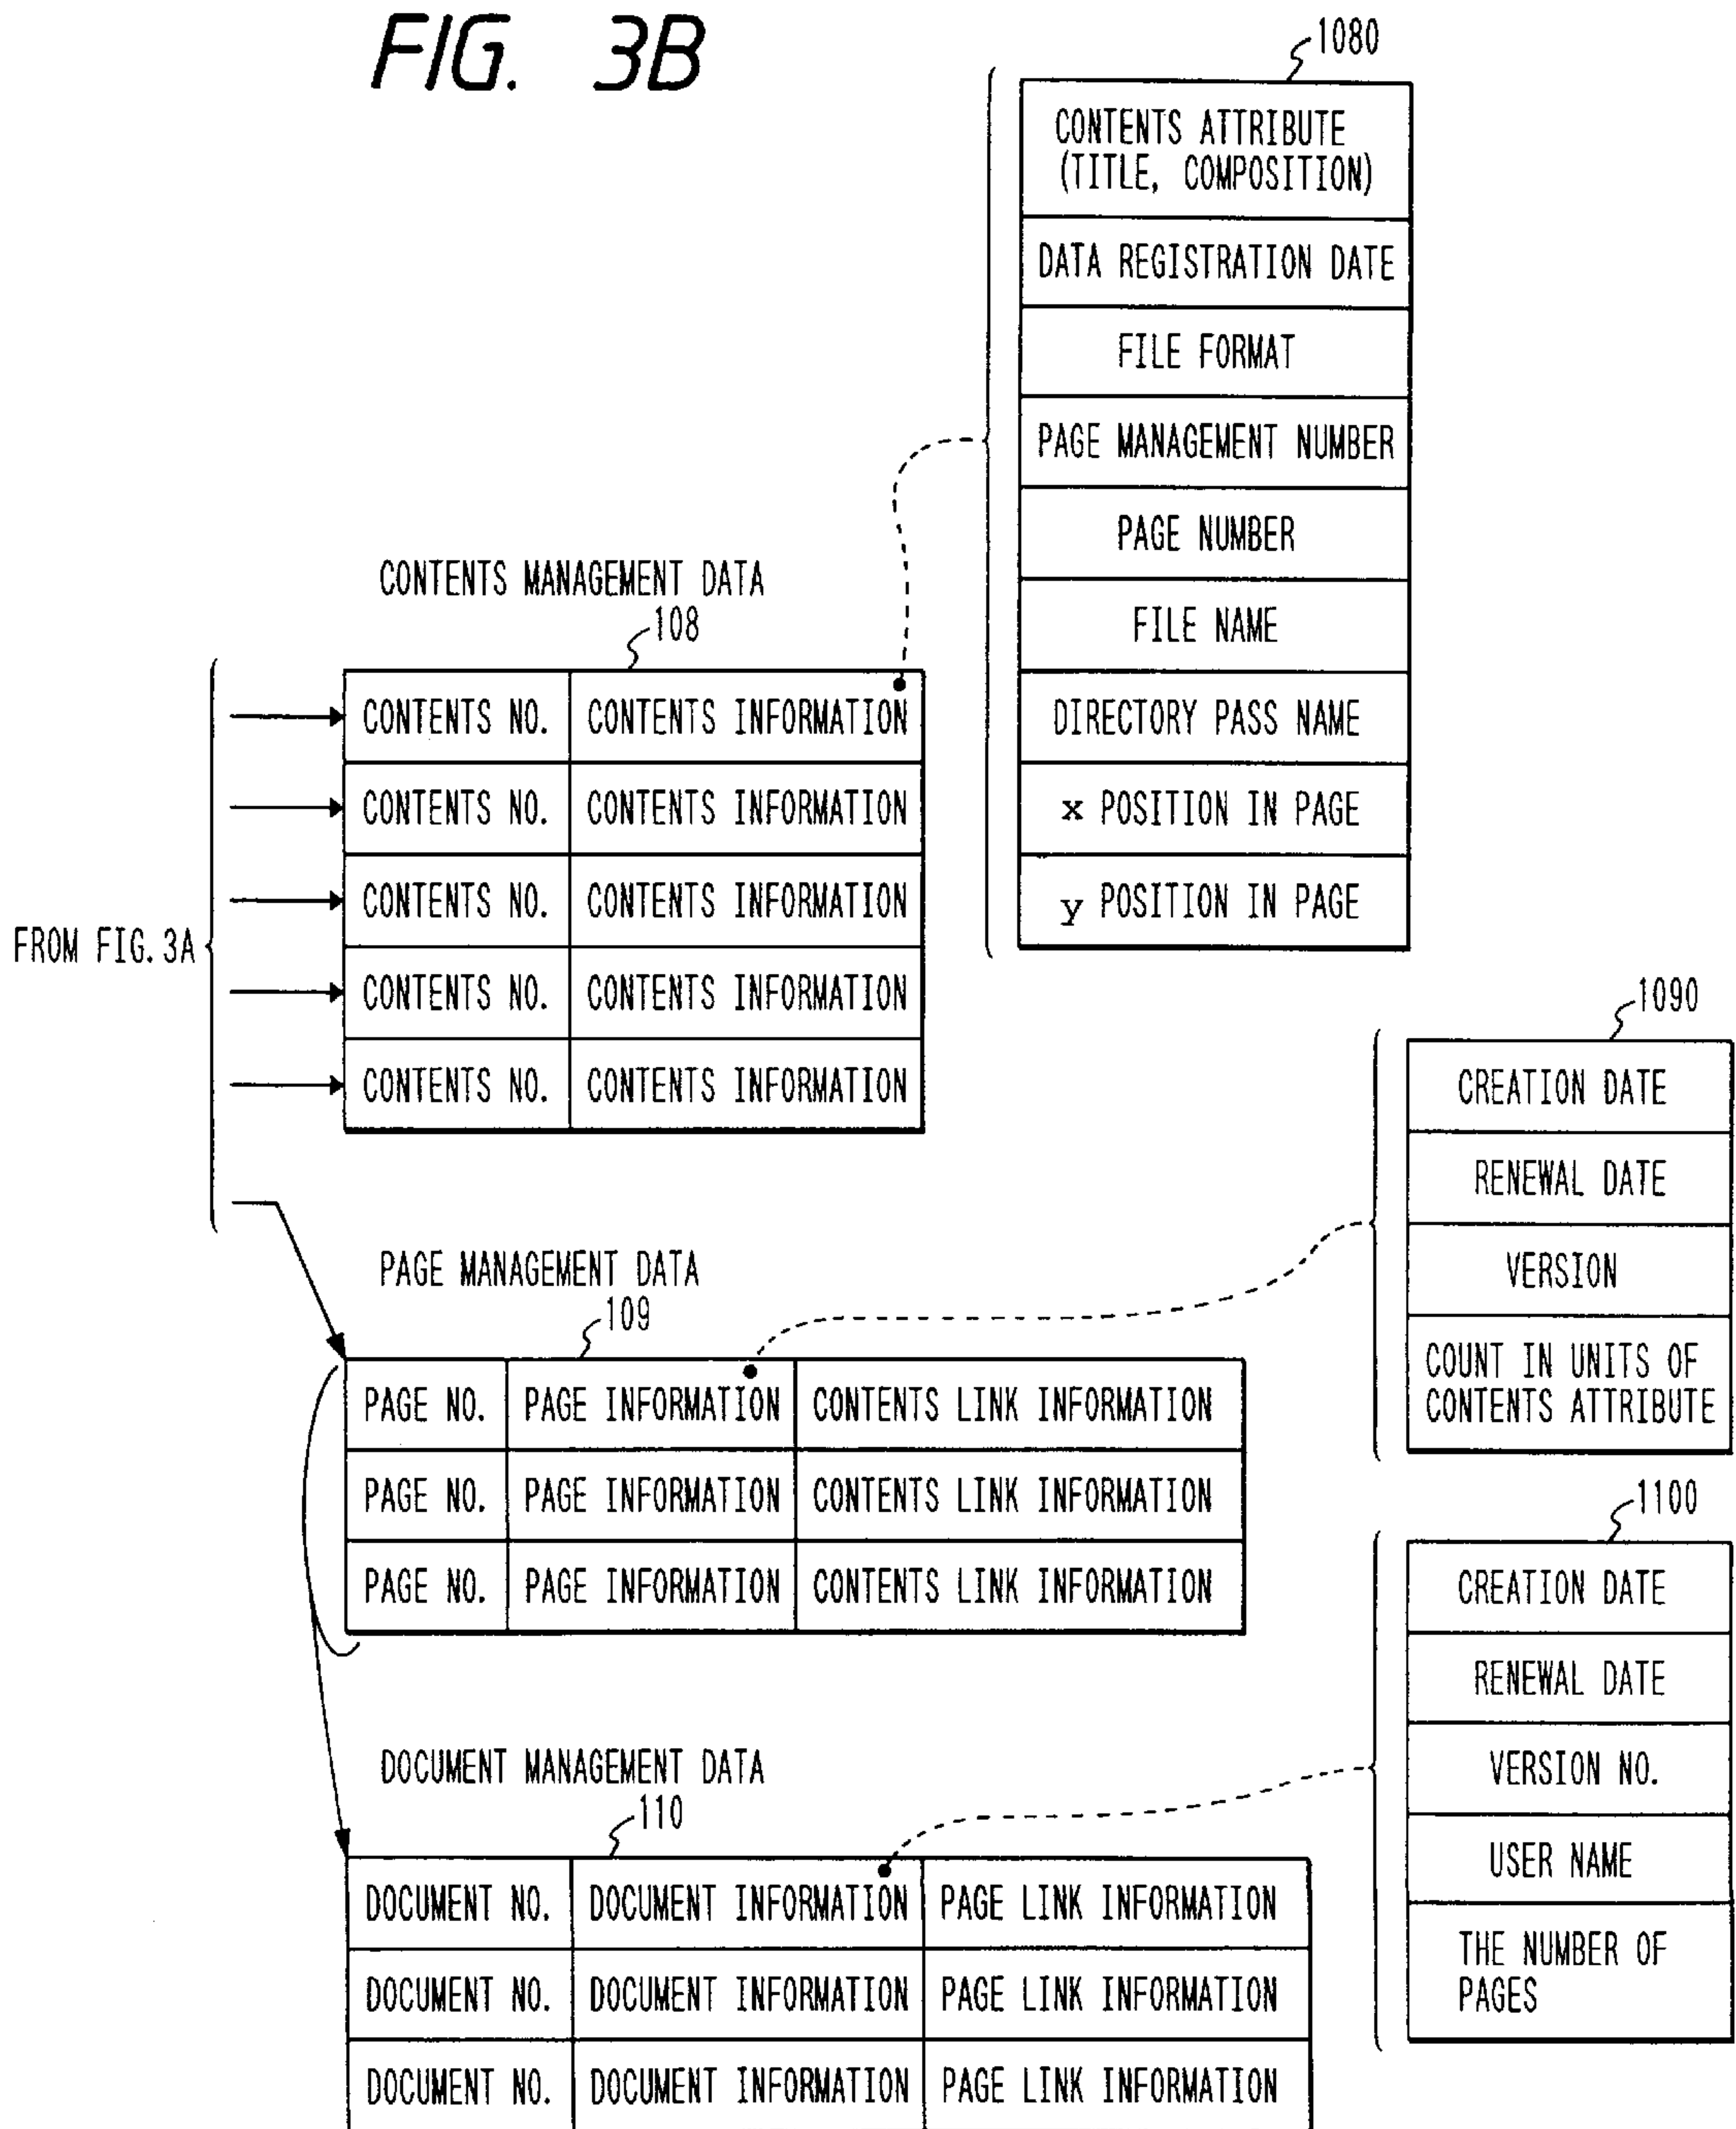 FIG. 3B
1080
CONTENTS ATTRIBUTE
(TITLE, COMPOSITION)
DATA REGISTRATION DATE
FILE FORMAT
PAGE MANAGEMENT NUMBER
PAGE NUMBER
FILE NAME
DIRECTORY PASS NAME
x POSITION IN PAGE
y POSITION IN PAGE
CONTENTS MANAGEMENT DATA
108
CONTENTS NO. CONTENTS INFORMATION
CONTENTS NO. CONTENTS INFORMATION
CONTENTS NO. CONTENTS INFORMATION
CONTENTS NO. CONTENTS INFORMATION
CONTENTS NO. CONTENTS INFORMATION
FROM FIG.3A
1090
CREATION DATE
RENEWAL DATE
VERSION
COUNT IN UNITS OF
CONTENTS ATTRIBUTE
PAGE MANAGEMENT DATA
109
PAGE NO. PAGE INFORMATION CONTENTS LINK INFORMATION
PAGE NO. PAGE INFORMATION CONTENTS LINK INFORMATION
PAGE NO. PAGE INFORMATION CONTENTS LINK INFORMATION
1100
CREATION DATE
RENEWAL DATE
VERSION NO.
USER NAME
THE NUMBER OF
PAGES
DOCUMENT MANAGEMENT DATA
110
DOCUMENT NO. DOCUMENT INFORMATION PAGE LINK INFORMATION
DOCUMENT NO. DOCUMENT INFORMATION PAGE LINK INFORMATION
DOCUMENT NO. DOCUMENT INFORMATION PAGE LINK INFORMATION